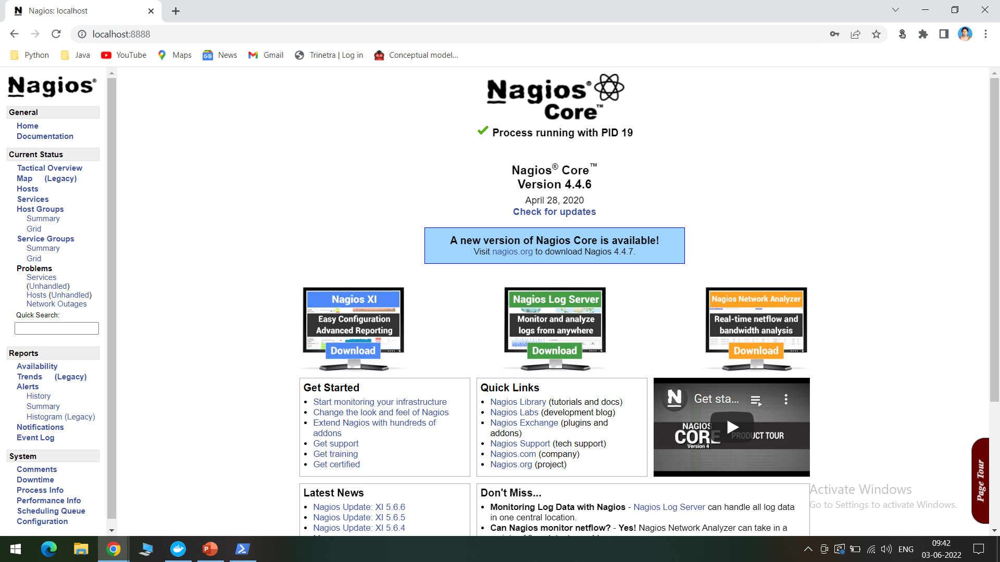 Nagios: localhost
localhost:8888
Python Java YouTube Maps News Gmail Trinetra | Log in Conceptual model...
Nagios®
General
Home
Documentation
Current Status
Tactical Overview
Map (Legacy)
Hosts
Services
Host Groups
Summary
Grid
Service Groups
Summary
Grid
Problems
Services
(Unhandled)
Hosts (Unhandled)
Network Outages
Quick Search:
Reports
Availability
Trends (Legacy)
Alerts
History
Summary
Histogram (Legacy)
Notifications
Event Log
System
Comments
Downtime
Process Info
Performance Info
Scheduling Queue
Configuration
Nagios®
Core™
Process running with PID 19
Nagios® Core™
Version 4.4.6
April 28, 2020
Check for updates
A new version of Nagios Core is available!
Visit nagios.org to download Nagios 4.4.7.
Nagios XI
Easy Configuration
Advanced Reporting
Download
Nagios Log Server
Monitor and analyze
logs from anywhere
Download
Nagios Network Analyzer
Real-time netflow and
bandwidth analysis
Download
Get Started
• Start monitoring your infrastructure
• Change the look and feel of Nagios
• Extend Nagios with hundreds of
addons
• Get support
• Get training
• Get certified
Quick Links
• Nagios Library (tutorials and docs)
• Nagios Labs (development blog)
• Nagios Exchange (plugins and
addons)
• Nagios Support (tech support)
• Nagios.com (company)
• Nagios.org (project)
N Get sta...
NAGIOS
CORE PRODUCT TOUR
Version 4
Latest News
• Nagios Update: XI 5.6.6
• Nagios Update: XI 5.6.5
• Nagios Update: XI 5.6.4
Don't Miss...
• Monitoring Log Data with Nagios - Nagios Log Server can handle all log data
in one central location.
• Can Nagios monitor netflow? - Yes! Nagios Network Analyzer can take in a
Page Tour
Activate Windows
Go to Settings to activate Windows.
ENG
09:42
03-06-2022